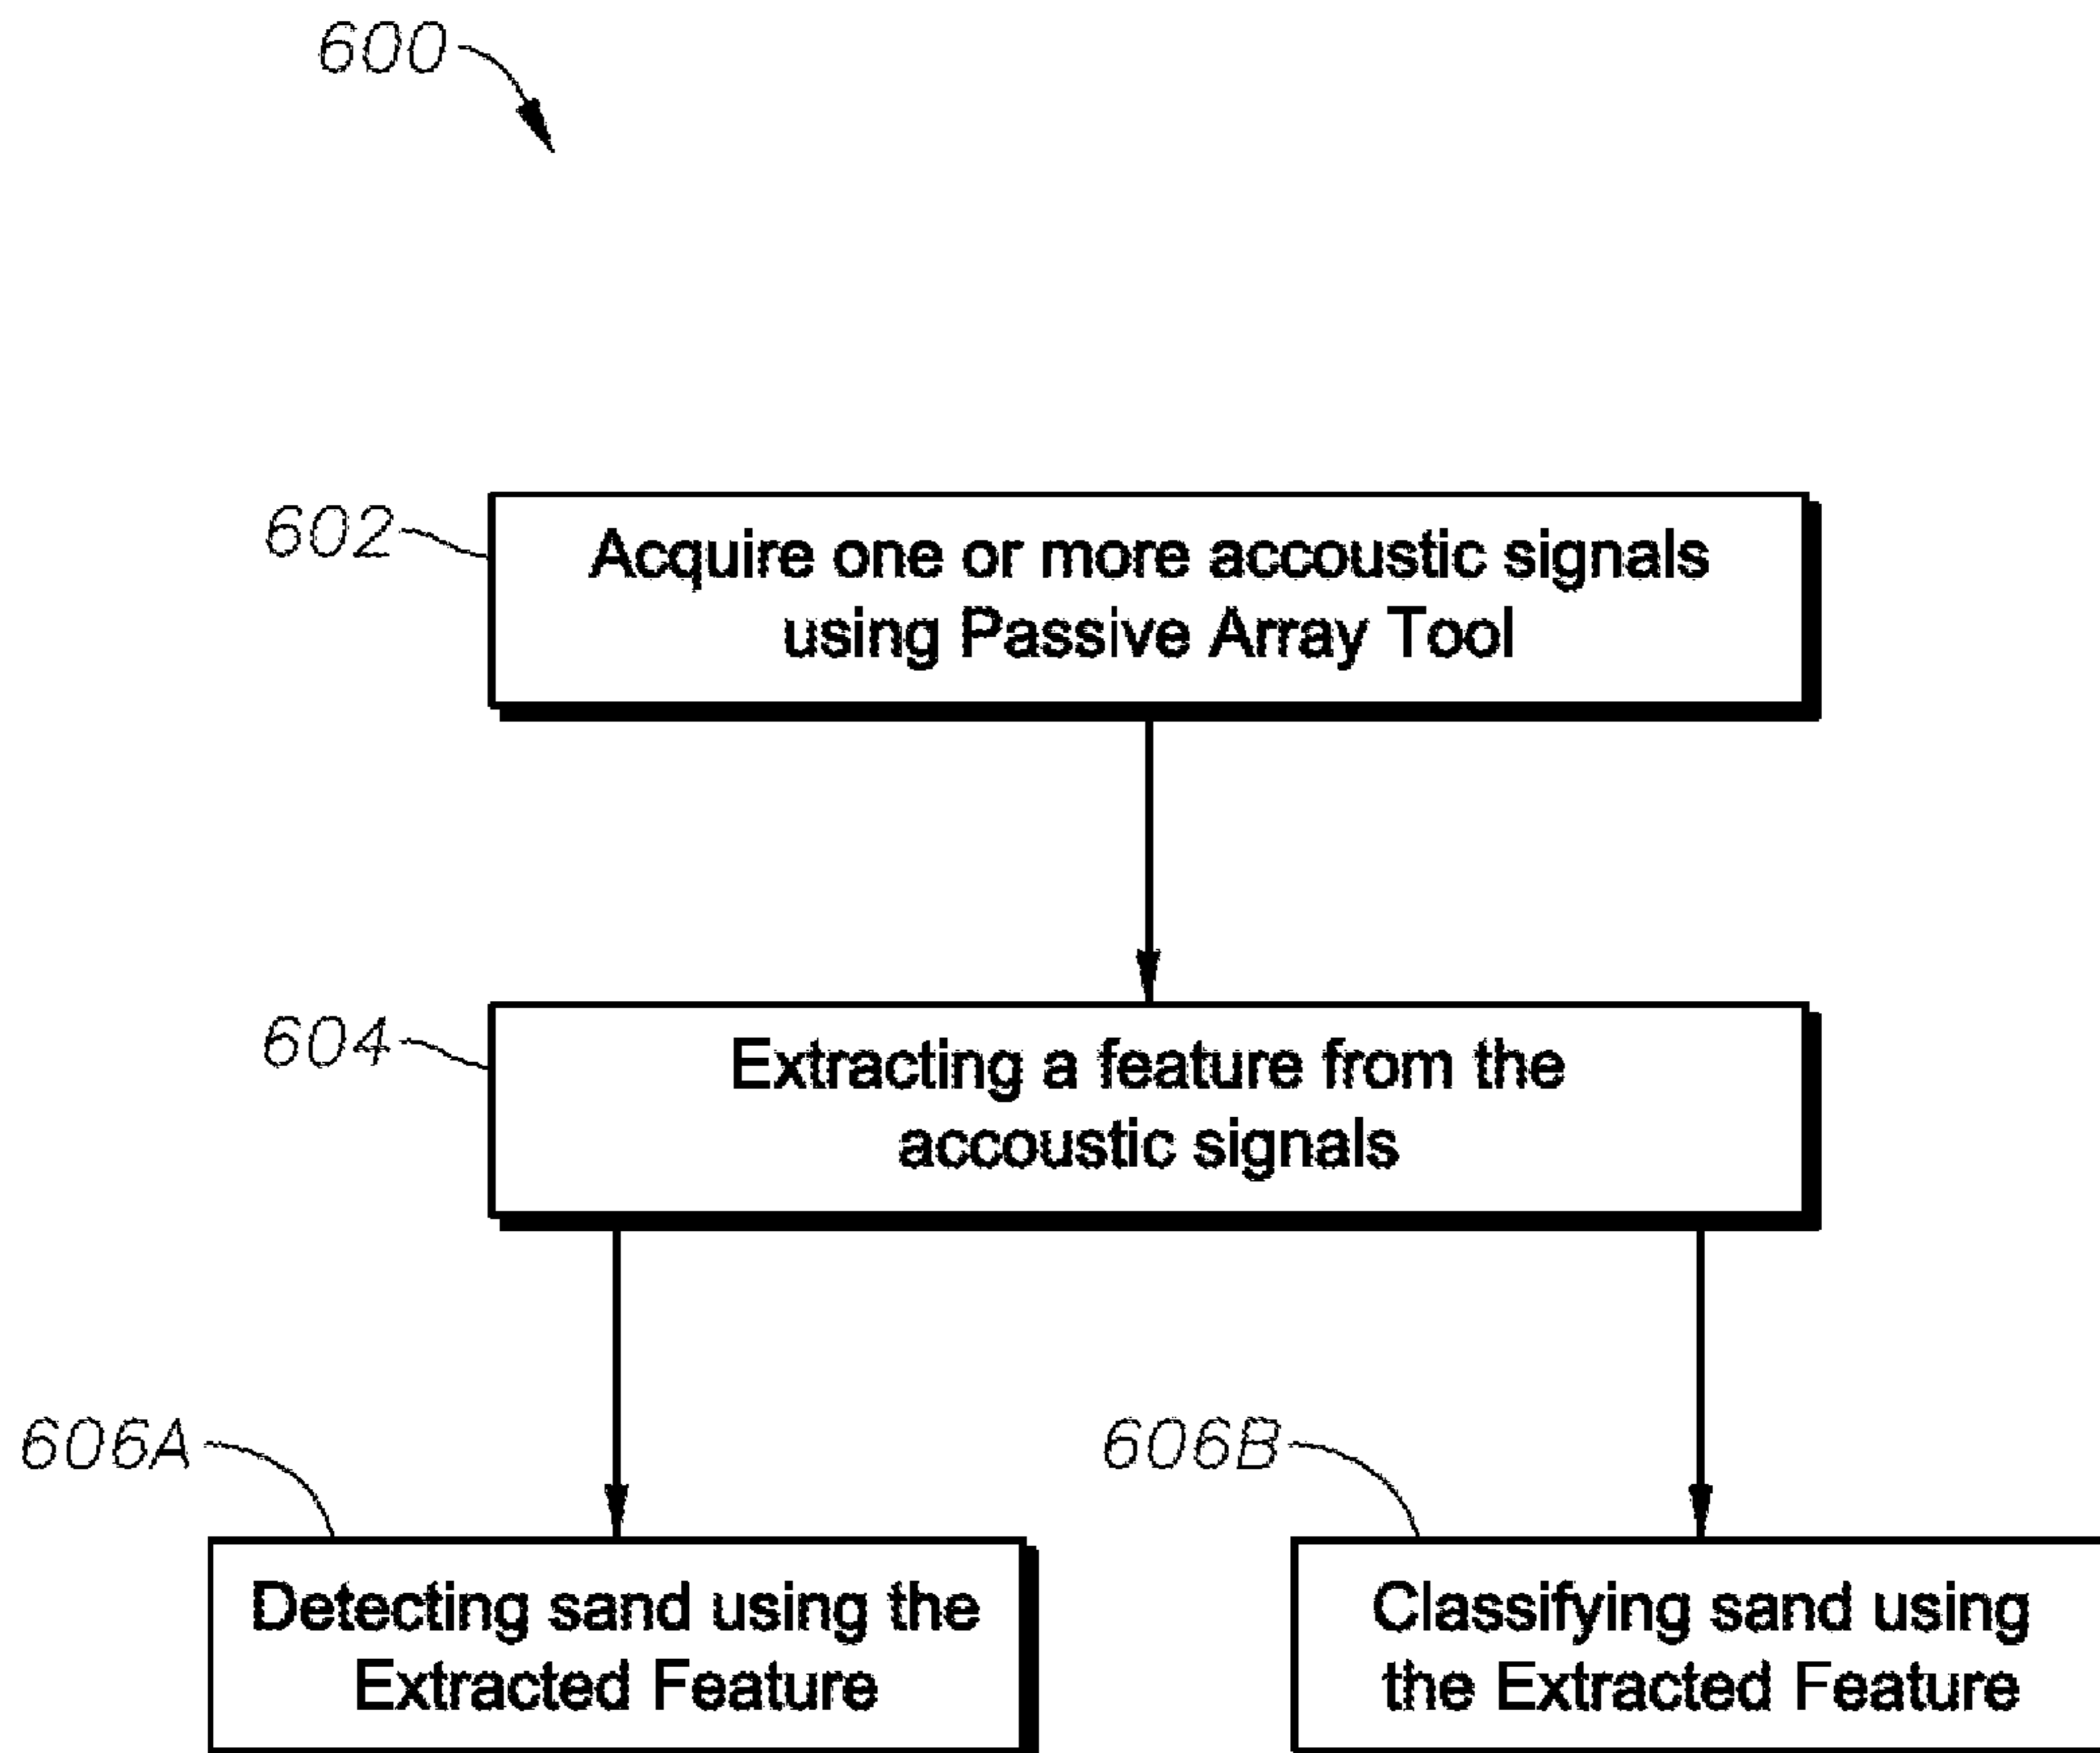 600
602
Acquire one or more accoustic signals
using Passive Array Tool
604
Extracting a feature from the
accoustic signals
606A
Detecting sand using the
Extracted Feature
606B
Classifying sand using
the Extracted Feature